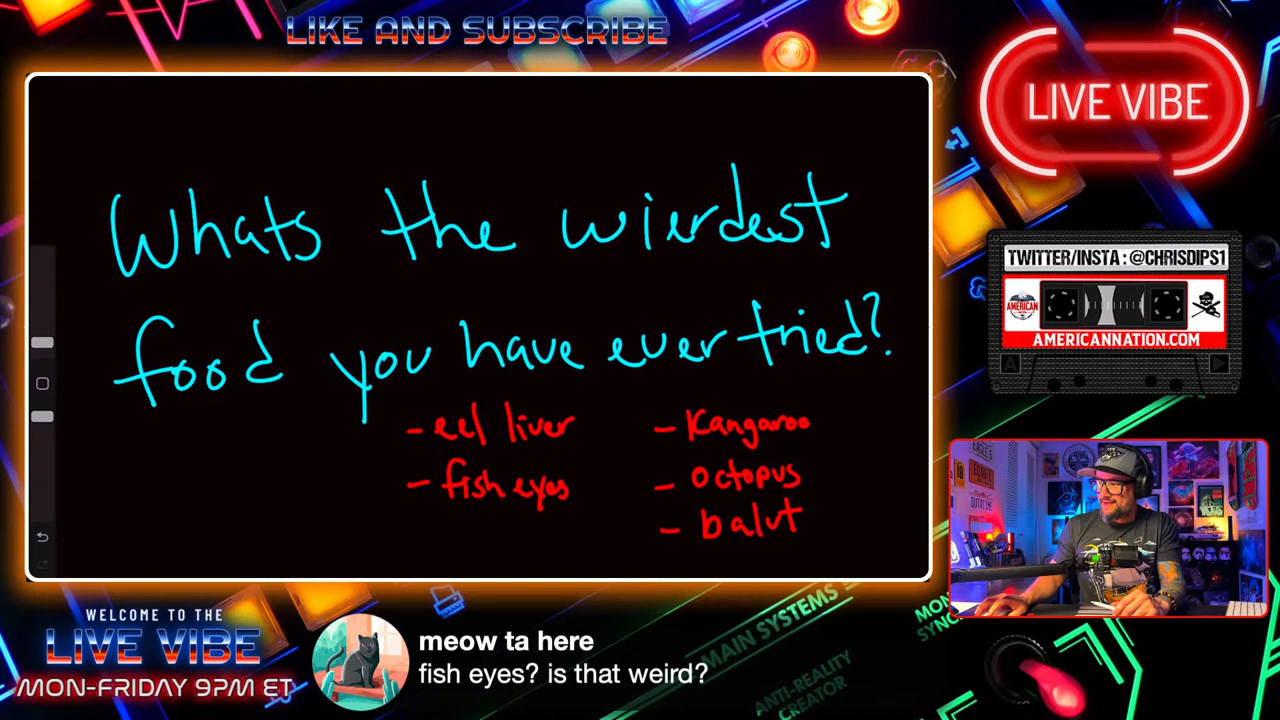 LIKE AND SUBSCRIBE
LIVE VIBE
Whats the wierdest
food you have ever tried?
- eel liver
- fish eyes
- Kangaroo
- Octopus
- balut
TWITTER/INSTA : @CHRISDIPS1
AMERICAN
AMERICANNATION.COM
A
WELCOME TO THE
LIVE VIBE
MON-FRIDAY 9PM ET
meow ta here
fish eyes? is that weird?
MAIN SYSTEMS
ANTI-REALITY
CREATOR